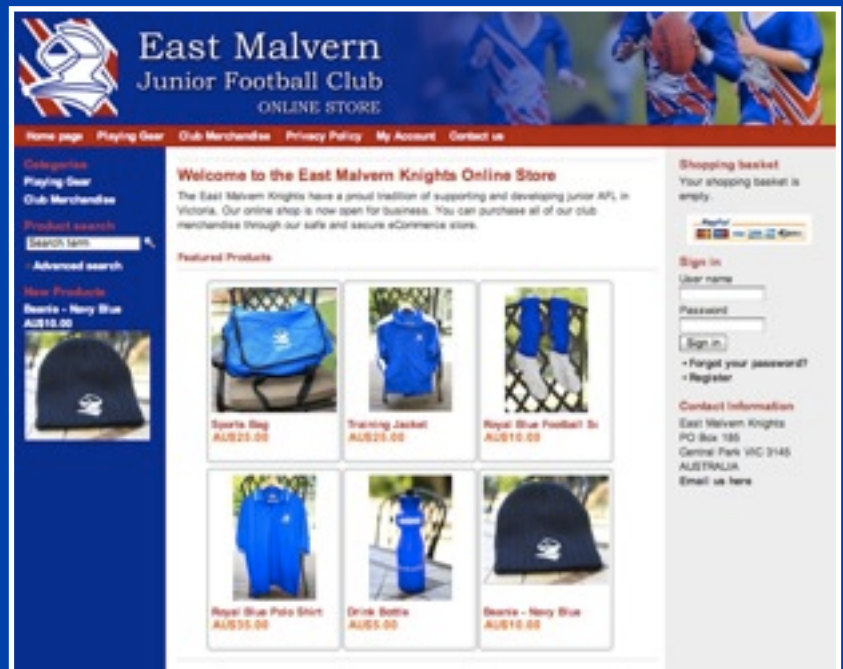 East Malvern
Junior Football Club
ONLINE STORE
Home page Playing Gear Club Merchandise Privacy Policy My Account Contact us
Categories
Playing Gear
Club Merchandise
Product search
Search term
Advanced search
New Products
Beanie - Navy Blue
AU$10.00
Welcome to the East Malvern Knights Online Store
The East Malvern Knights have a proud tradition of supporting and developing junior AFL in
Victoria. Our online shop is now open for business. You can purchase all of our club
merchandise through our safe and secure eCommerce store.
Featured Products
Sports Bag
AU$25.00
Training Jacket
AU$25.00
Royal Blue Football So
AU$10.00
Royal Blue Polo Shirt
AU$35.00
Drink Bottle
AU$5.00
Beanie - Navy Blue
AU$10.00
Shopping basket
Your shopping basket is
empty.
PayPal
Sign in
User name
Password
Sign in
Forgot your password?
Register
Contact Information
East Malvern Knights
PO Box 185
Central Park VIC 3145
AUSTRALIA
Email us here